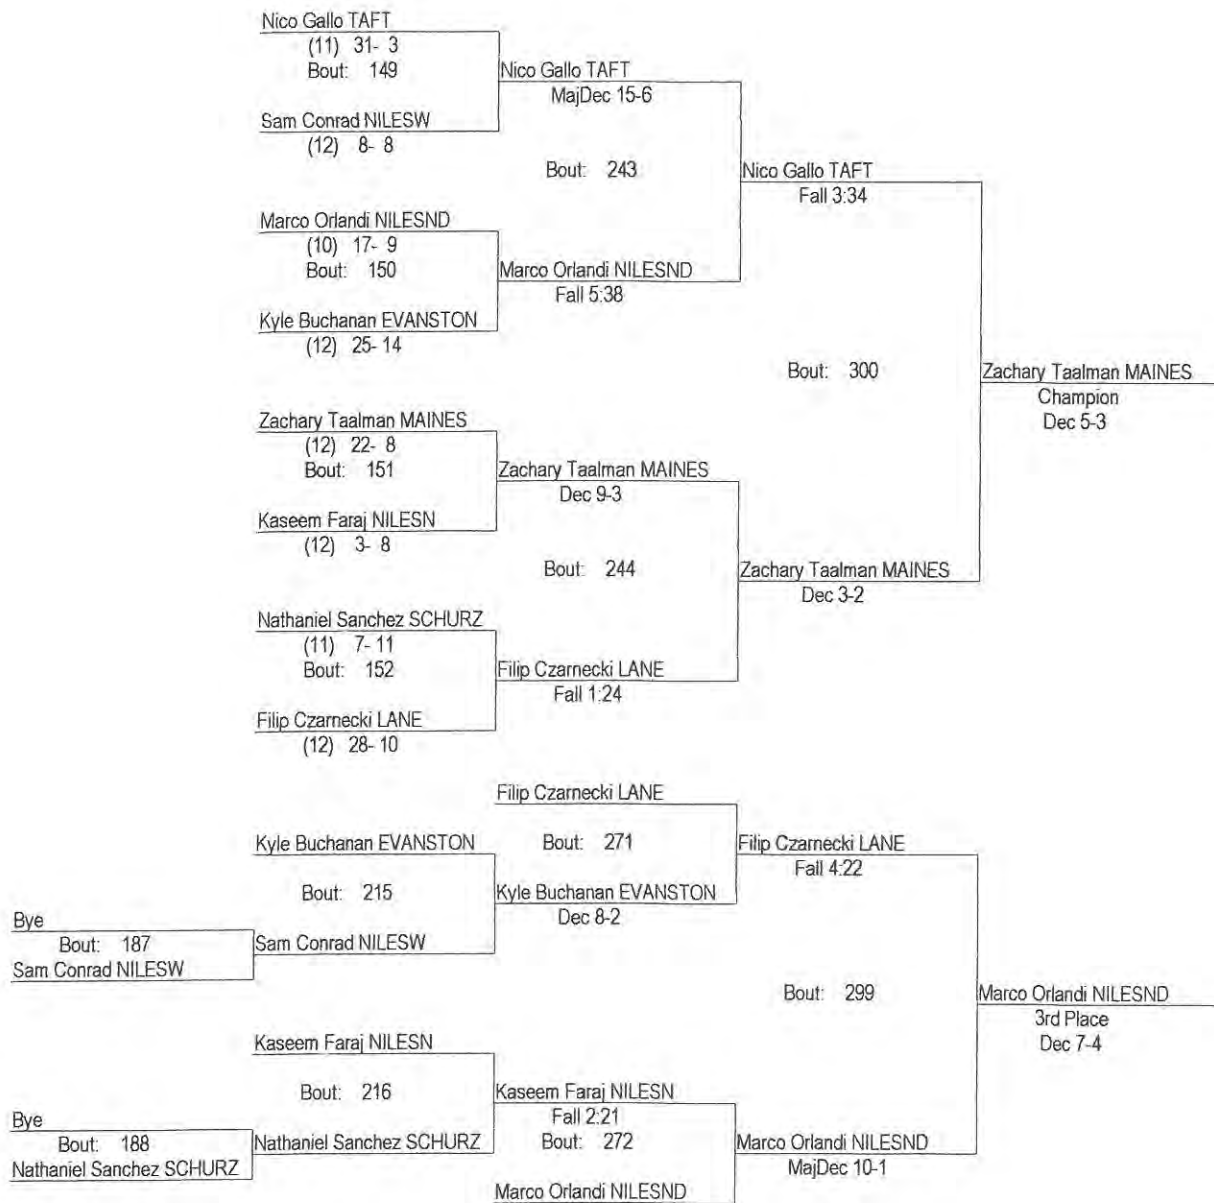 Nico Gallo TAFT
(11) 31- 3
Bout: 149
Nico Gallo TAFT
MajDec 15-6
Sam Conrad NILESW
(12) 8- 8
Bout: 243
Nico Gallo TAFT
Fall 3:34
Marco Orlandi NILESND
(10) 17- 9
Bout: 150
Marco Orlandi NILESND
Fall 5:38
Kyle Buchanan EVANSTON
(12) 25- 14
Bout: 300
Zachary Taalman MAINES
Champion
Dec 5-3
Zachary Taalman MAINES
(12) 22- 8
Bout: 151
Zachary Taalman MAINES
Dec 9-3
Kaseem Faraj NILESN
(12) 3- 8
Bout: 244
Zachary Taalman MAINES
Dec 3-2
Nathaniel Sanchez SCHURZ
(11) 7- 11
Bout: 152
Filip Czarnecki LANE
Fall 1:24
Filip Czarnecki LANE
(12) 28- 10
Filip Czarnecki LANE
Kyle Buchanan EVANSTON
Bout: 271
Filip Czarnecki LANE
Fall 4:22
Bout: 215
Kyle Buchanan EVANSTON
Dec 8-2
Bye
Bout: 187
Sam Conrad NILESW
Sam Conrad NILESW
Bout: 299
Marco Orlandi NILESND
3rd Place
Dec 7-4
Kaseem Faraj NILESN
Bout: 216
Kaseem Faraj NILESN
Fall 2:21
Bye
Bout: 188
Nathaniel Sanchez SCHURZ
Nathaniel Sanchez SCHURZ
Bout: 272
Marco Orlandi NILESND
MajDec 10-1
Marco Orlandi NILESND